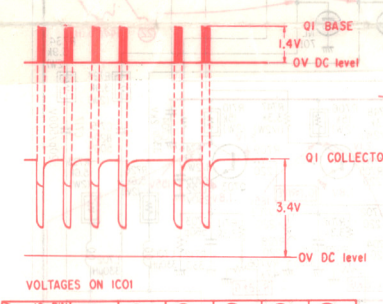 Q1 BASE
1.4V
0V DC level
Q1 COLLECTO
3.4V
0V DC level
VOLTAGES ON IC01